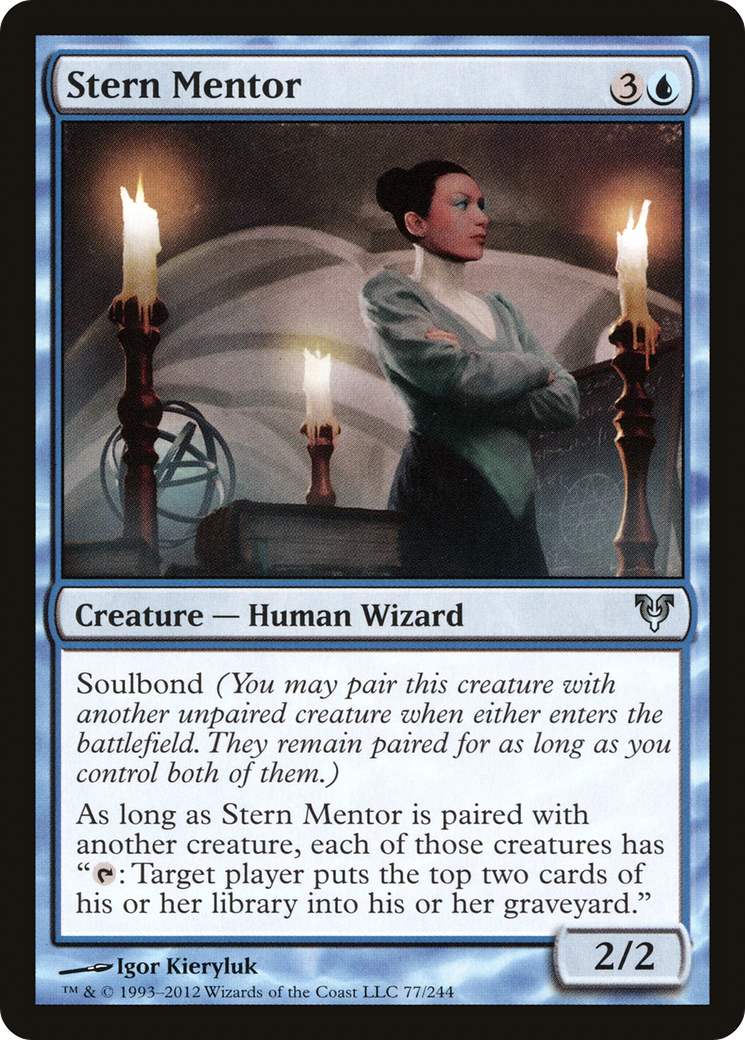 Stern Mentor 3
Creature — Human Wizard
Soulbond (You may pair this creature with
another unpaired creature when either enters the
battlefield. They remain paired for as long as you
control both of them.)
As long as Stern Mentor is paired with
another creature, each of those creatures has
“: Target player puts the top two cards of
his or her library into his or her graveyard.”
2/2
Igor Kieryluk
™ & © 1993–2012 Wizards of the Coast LLC 77/244